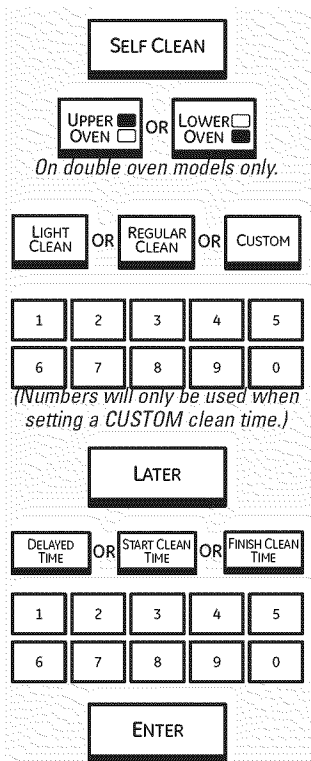 SELF CLEAN
UPPER OVEN OR LOWER OVEN
On double oven models only.
LIGHT CLEAN OR REGULAR CLEAN OR CUSTOM
1 2 3 4 5
6 7 8 9 0
(Numbers will only be used when
setting a CUSTOM clean time.)
LATER
DELAYED TIME OR START CLEAN TIME OR FINISH CLEAN TIME
1 2 3 4 5
6 7 8 9 0
ENTER